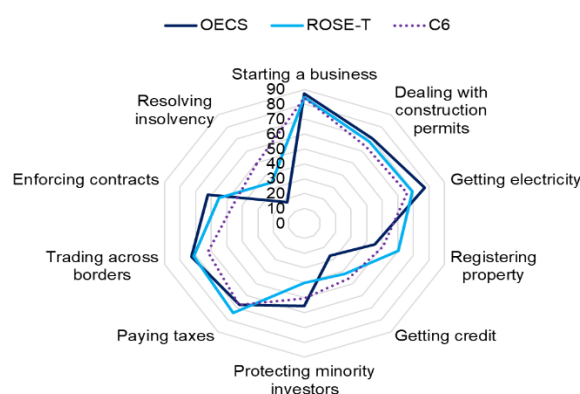 OECS ROSE-T C6
Starting a business
Resolving
insolvency
Dealing with
construction
permits
90
80
70
60
50
40
30
20
10
0
Enforcing contracts
Getting electricity
Trading across
borders
Registering
property
Paying taxes
Getting credit
Protecting minority
investors